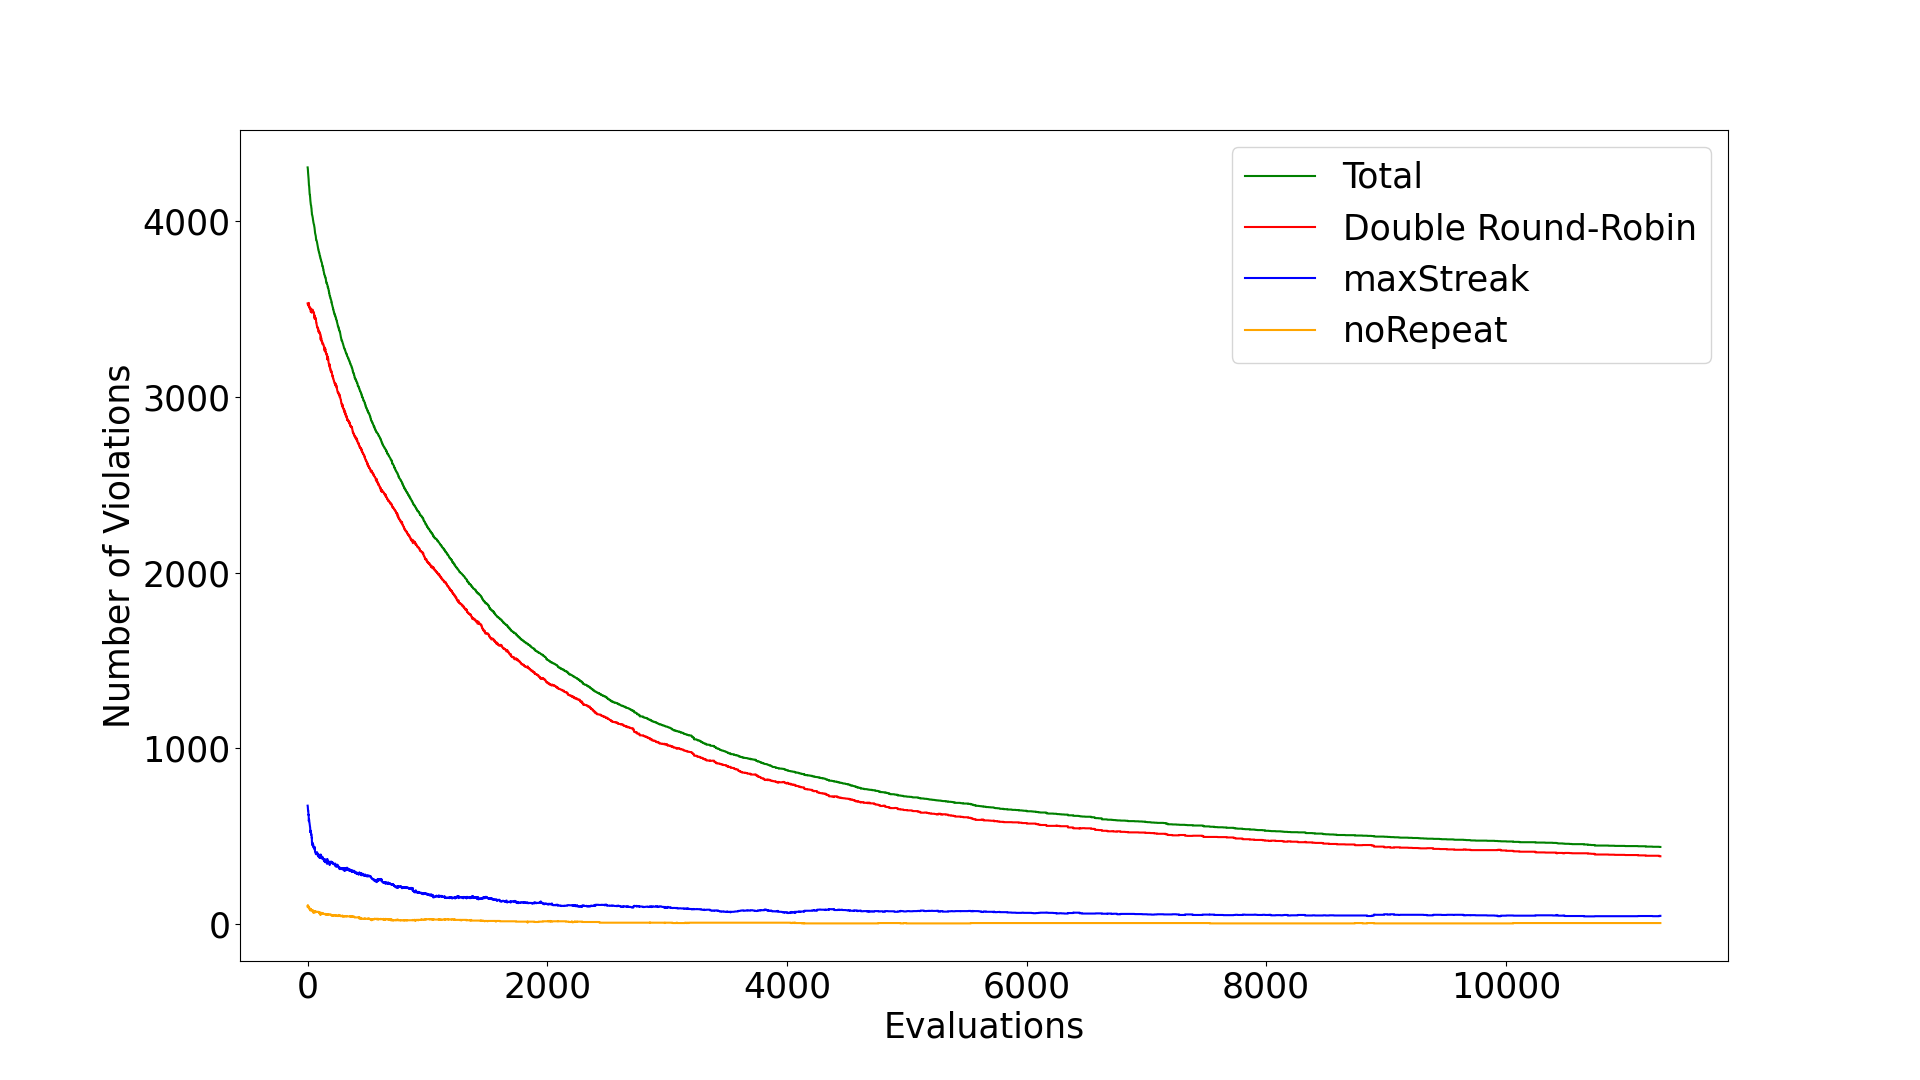 Total
Double Round-Robin
maxStreak
noRepeat
Number of Violations
4000
3000
2000
1000
0
0 2000 4000 6000 8000 10000
Evaluations